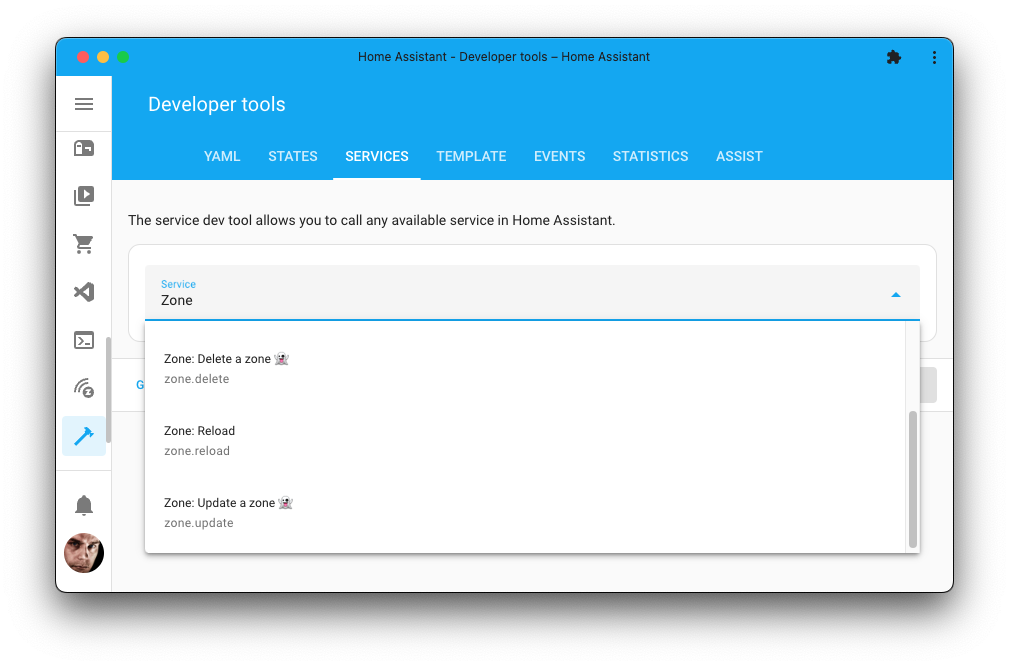 Home Assistant - Developer tools – Home Assistant
Developer tools
YAML STATES SERVICES TEMPLATE EVENTS STATISTICS ASSIST
The service dev tool allows you to call any available service in Home Assistant.
Service
Zone
Zone: Delete a zone 👻
zone.delete
G
Zone: Reload
zone.reload
Zone: Update a zone 👻
zone.update